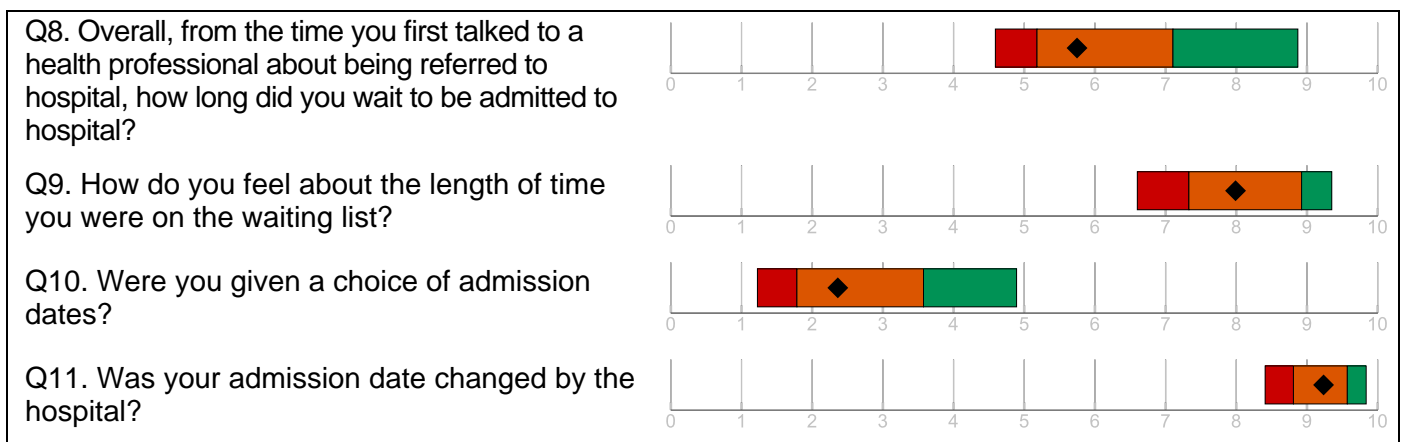 Q8. Overall, from the time you first talked to a
health professional about being referred to
hospital, how long did you wait to be admitted to
hospital?
0 1 2 3 4 5 6 7 8 9 10
Q9. How do you feel about the length of time
you were on the waiting list?
0 1 2 3 4 5 6 7 8 9 10
Q10. Were you given a choice of admission
dates?
0 1 2 3 4 5 6 7 8 9 10
Q11. Was your admission date changed by the
hospital?
0 1 2 3 4 5 6 7 8 9 10